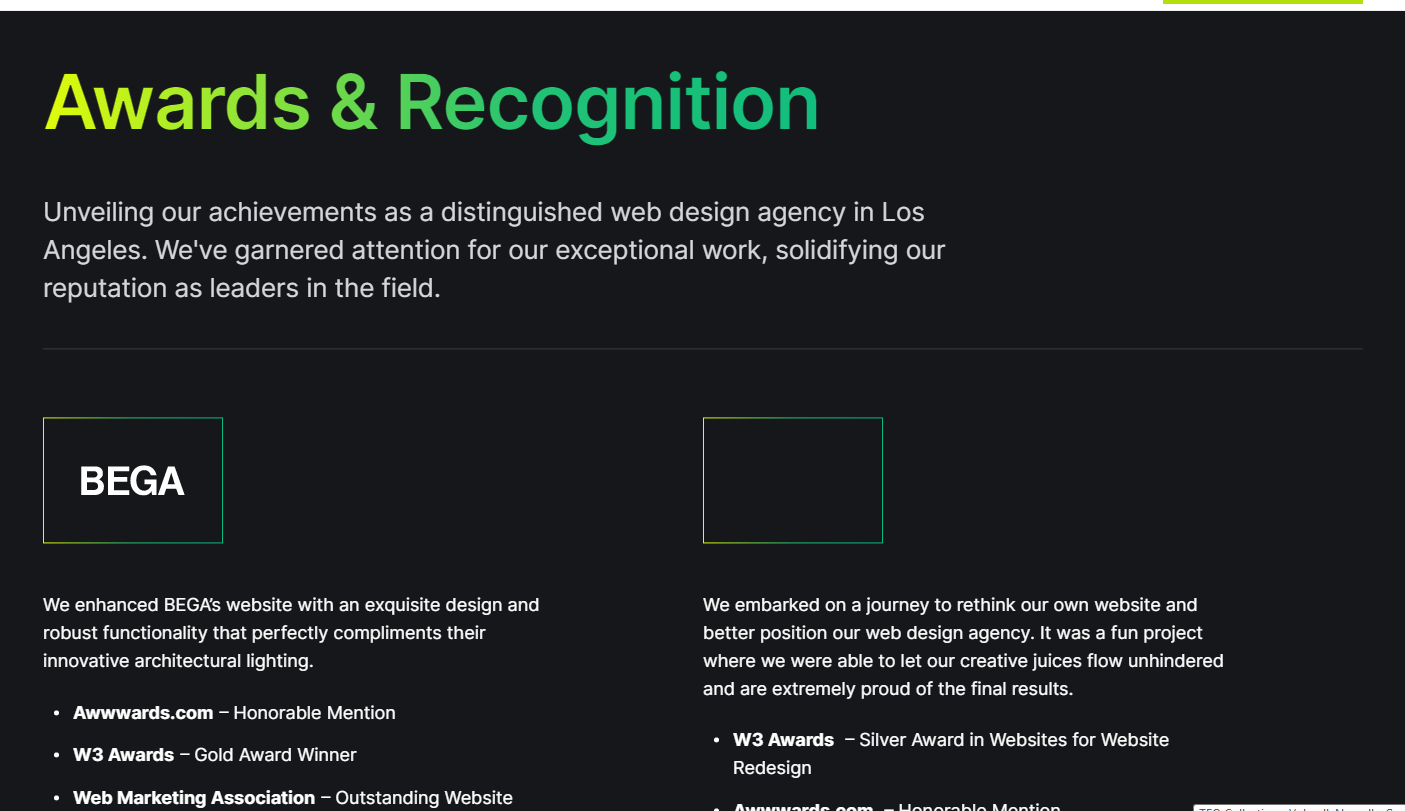 Awards & Recognition
Unveiling our achievements as a distinguished web design agency in Los
Angeles. We've garnered attention for our exceptional work, solidifying our
reputation as leaders in the field.
BEGA
We enhanced BEGA's website with an exquisite design and
robust functionality that perfectly compliments their
innovative architectural lighting.
• Awwwards.com – Honorable Mention
• W3 Awards – Gold Award Winner
• Web Marketing Association – Outstanding Website
We embarked on a journey to rethink our own website and
better position our web design agency. It was a fun project
where we were able to let our creative juices flow unhindered
and are extremely proud of the final results.
• W3 Awards – Silver Award in Websites for Website
Redesign
• Awwwards.com – Honorable Mention